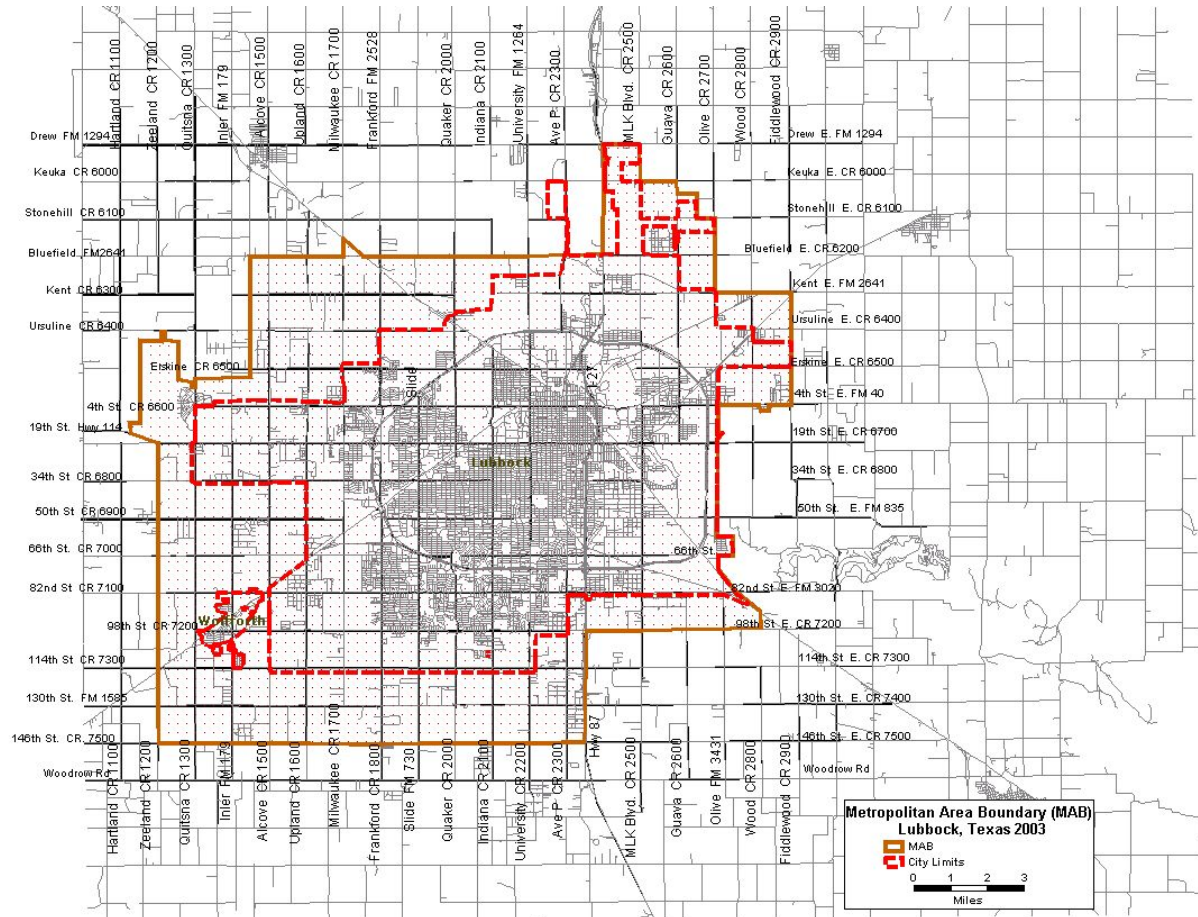 Hartland CR 1100
Zeeland CR 1200
Quitsna CR 1300
Inler FM 179
Alcove CR 1500
Upland CR 1600
Milwaukee CR 1700
Frankford FM 2528
Quaker CR 2000
Indiana CR 2100
University FM 1264
Ave P CR 2300
MLK Blvd. CR 2500
Guava CR 2600
Olive CR 2700
Wood CR 2800
Fiddlewood CR 2900
Drew FM 1294
Drew E. FM 1294
Keuka CR 6000
Keuka E. CR 6000
Stonehill CR 6100
Stonehill E. CR 6100
Bluefield FM2641
Bluefield E. CR 6200
Kent CR 6300
Kent E. FM 2641
Ursuline CR 6400
Ursuline E. CR 6400
Erskine CR 6500
Erskine E. CR 6500
Slide
I-27
4th St. CR 6600
4th St. E. FM 40
19th St. Hwy 114
19th St. E. CR 6700
Lubbock
34th St CR 6800
34th St. E. CR 6800
50th St CR 6900
50th St. E. FM 835
66th St. CR 7000
66th St.
82nd St CR 7100
82nd St E. FM 3020
Wolfforth
98th St CR 7200
98th St E. CR 7200
114th St CR 7300
114th St E. CR 7300
130th St. FM 1585
130th St. E. CR 7400
146th St. CR. 7500
146th St. E. CR 7500
Woodrow Rd
Woodrow Rd
Hartland CR 1100
Zeeland CR 1200
Quitsna CR 1300
Inler FM 179
Alcove CR 1500
Upland CR 1600
Milwaukee CR 1700
Frankford CR 1800
Slide FM 730
Quaker CR 2000
Indiana CR 2100
University CR 2200
Ave P CR 2300
Hwy 87
MLK Blvd. CR 2500
Guava CR 2600
Olive FM 3431
Wood CR 2800
Fiddlewood CR 2900
Metropolitan Area Boundary (MAB)
Lubbock, Texas 2003
MAB
City Limits
0 1 2 3
Miles